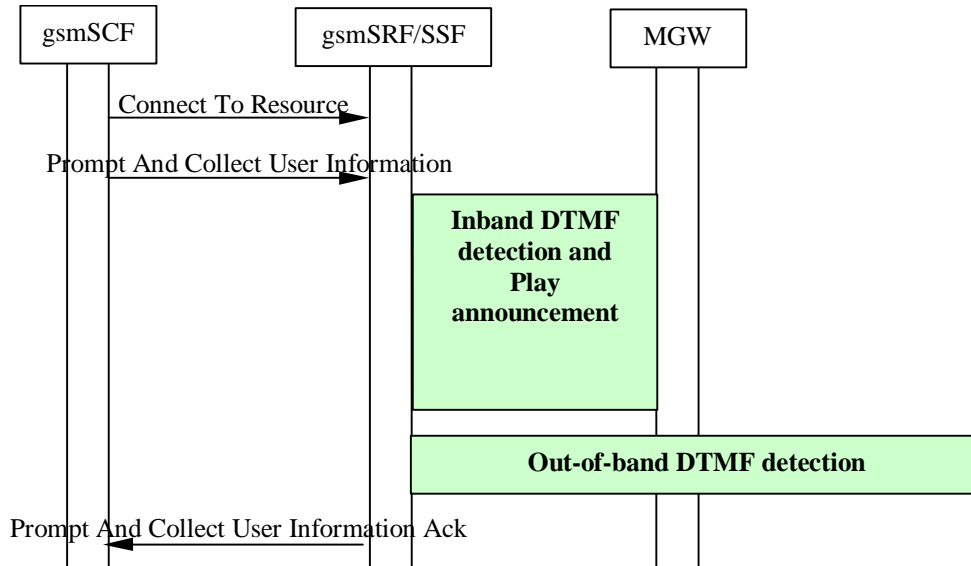 gsmSCF
gsmSRF/SSF
MGW
Connect To Resource
Prompt And Collect User Information
Inband DTMF
detection and
Play
announcement
Out-of-band DTMF detection
Prompt And Collect User Information Ack